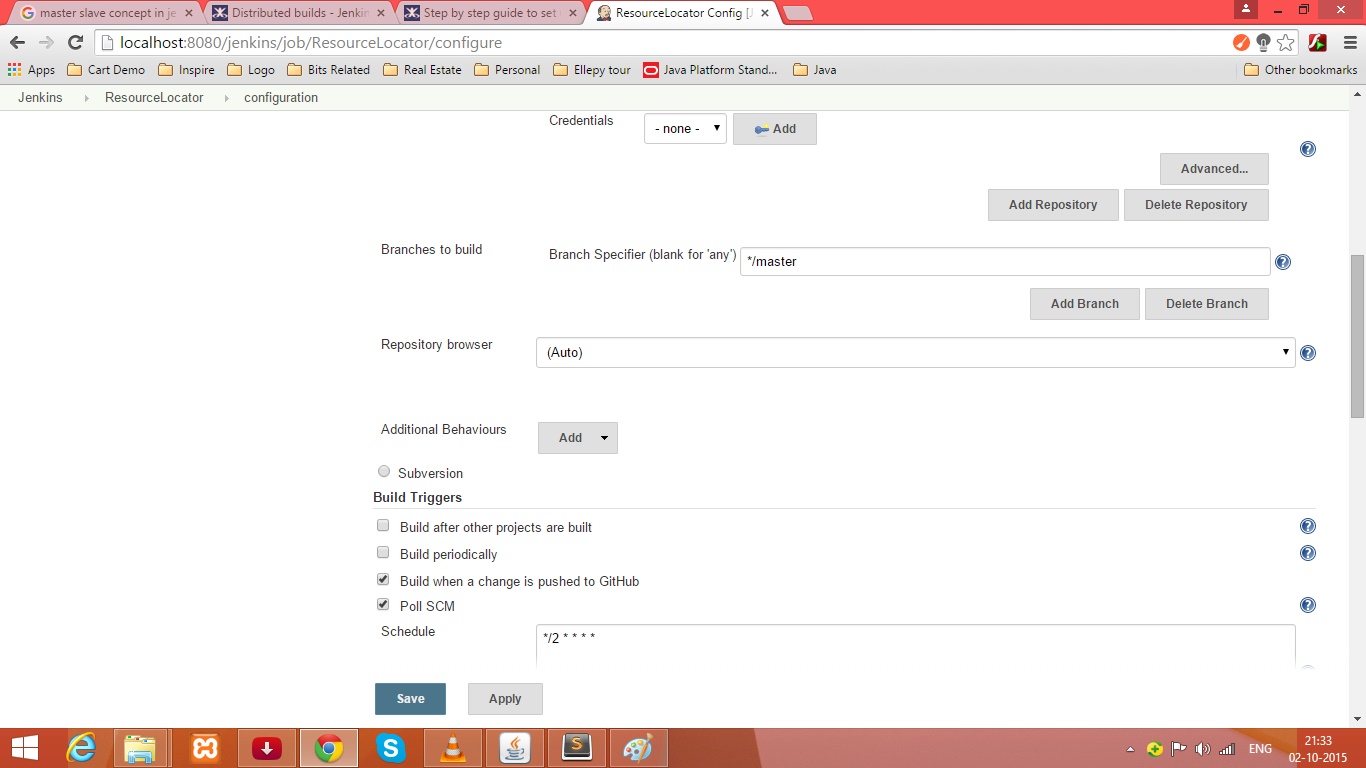 master slave concept in je
Distributed builds - Jenkin
Step by step guide to set
ResourceLocator Config [J
localhost:8080/jenkins/job/ResourceLocator/configure
Apps Cart Demo Inspire Logo Bits Related Real Estate Personal Ellepy tour Java Platform Stand... Java Other bookmarks
Jenkins ResourceLocator configuration
Credentials - none - Add
Advanced...
Add Repository Delete Repository
Branches to build Branch Specifier (blank for 'any') */master
Add Branch Delete Branch
Repository browser (Auto)
Additional Behaviours Add
Subversion
Build Triggers
Build after other projects are built
Build periodically
Build when a change is pushed to GitHub
Poll SCM
Schedule */2 * * * *
Save Apply
ENG 21:33
02-10-2015